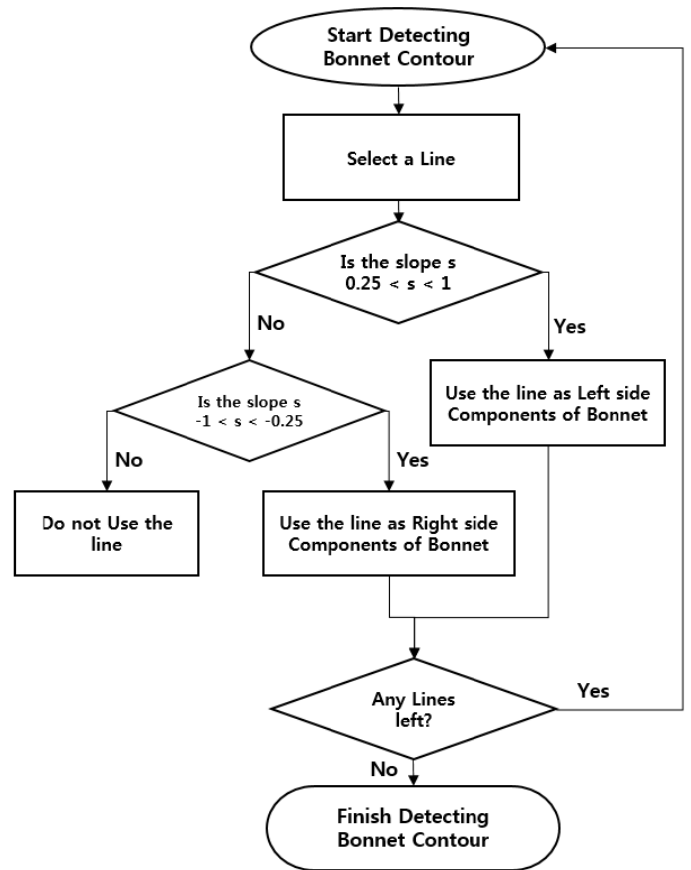 Start Detecting
Bonnet Contour
Select a Line
Is the slope s
0.25 < s < 1
No
Yes
Is the slope s
-1 < s < -0.25
Use the line as Left side
Components of Bonnet
No
Yes
Do not Use the
line
Use the line as Right side
Components of Bonnet
Any Lines
left?
Yes
No
Finish Detecting
Bonnet Contour